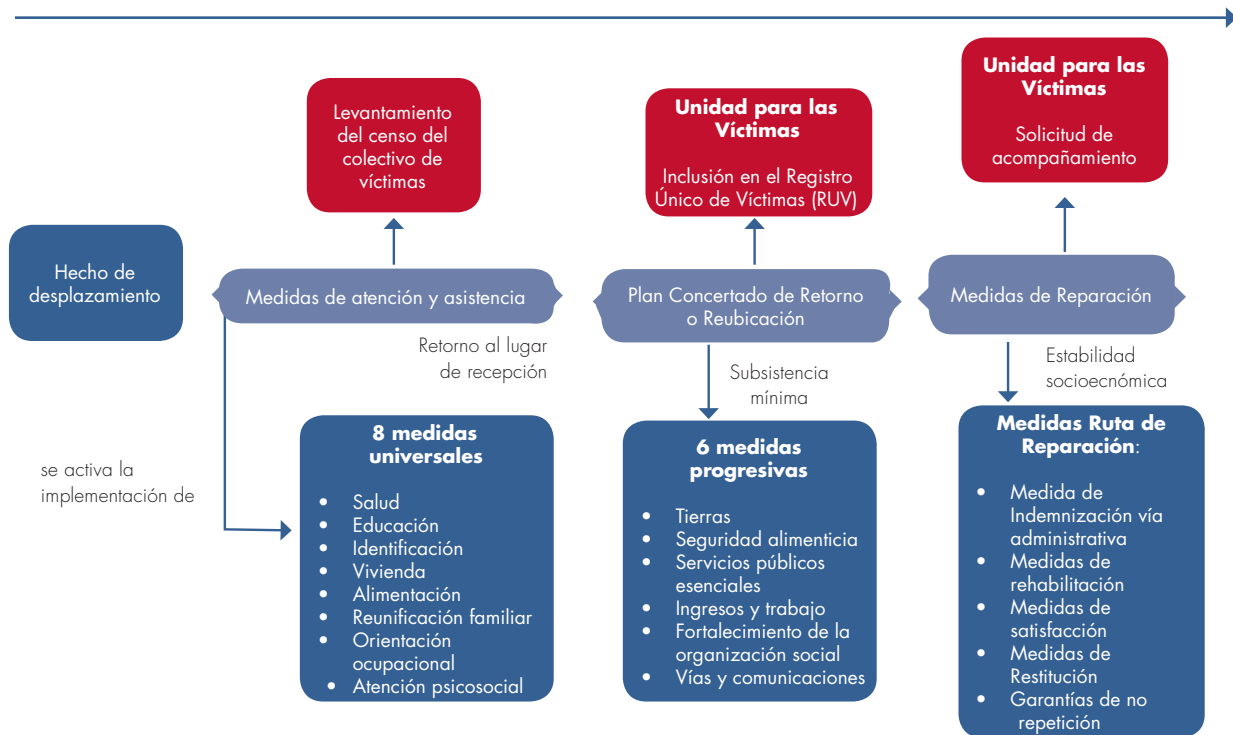 Hecho de
desplazamiento
Levantamiento
del censo del
colectivo de
víctimas
Medidas de atención y asistencia
Retorno al lugar
de recepción
se activa la
implementación de
8 medidas
universales
• Salud
• Educación
• Identificación
• Vivienda
• Alimentación
• Reunificación familiar
• Orientación
ocupacional
• Atención psicosocial
Unidad para las
Víctimas
Inclusión en el Registro
Único de Víctimas (RUV)
Plan Concertado de Retorno
o Reubicación
Subsistencia
mínima
6 medidas
progresivas
• Tierras
• Seguridad alimenticia
• Servicios públicos
esenciales
• Ingresos y trabajo
• Fortalecimiento de la
organización social
• Vías y comunicaciones
Unidad para las
Víctimas
Solicitud de
acompañamiento
Medidas de Reparación
Estabilidad
socioecnómica
Medidas Ruta de
Reparación:
• Medida de
Indemnización vía
administrativa
• Medidas de
rehabilitación
• Medidas de
satisfacción
• Medidas de
Restitución
• Garantías de no
repetición